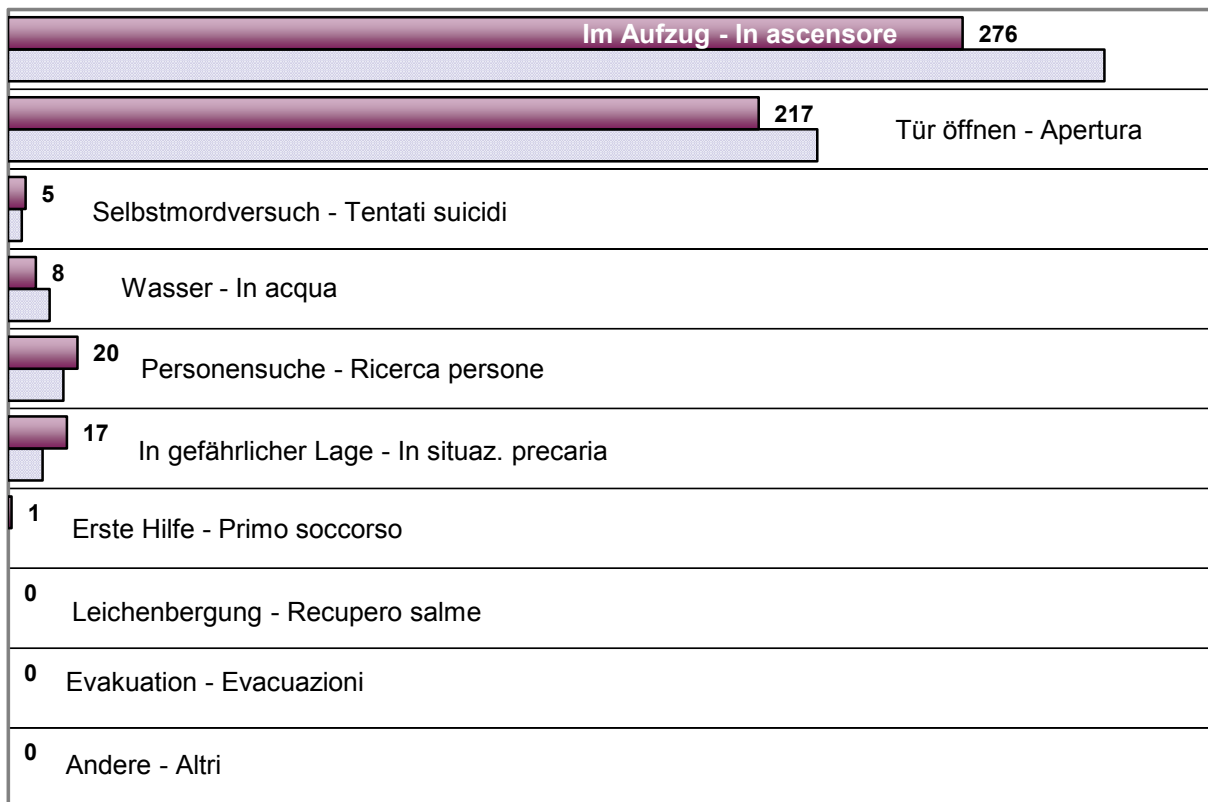 Im Aufzug - In ascensore 276
217 Tür öffnen - Apertura
5 Selbstmordversuch - Tentati suicidi
8 Wasser - In acqua
20 Personensuche - Ricerca persone
17 In gefährlicher Lage - In situaz. precaria
1 Erste Hilfe - Primo soccorso
0 Leichenbergung - Recupero salme
0 Evakuation - Evacuazioni
0 Andere - Altri